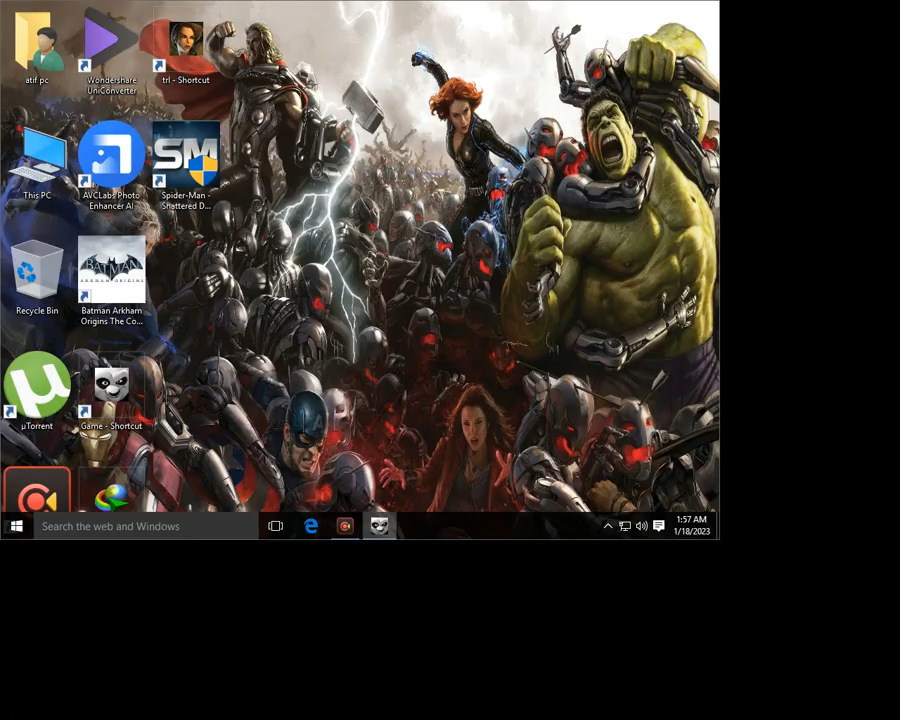 atif pc
Wondershare
UniConverter
trl - Shortcut
This PC
AVCLabs Photo
Enhancer AI
SM
Spider-Man -
Shattered D...
Recycle Bin
BATMAN
ARKHAM ORIGINS
Batman Arkham
Origins The Co...
µ
µTorrent
Game - Shortcut
Search the web and Windows
1:57 AM
1/18/2023